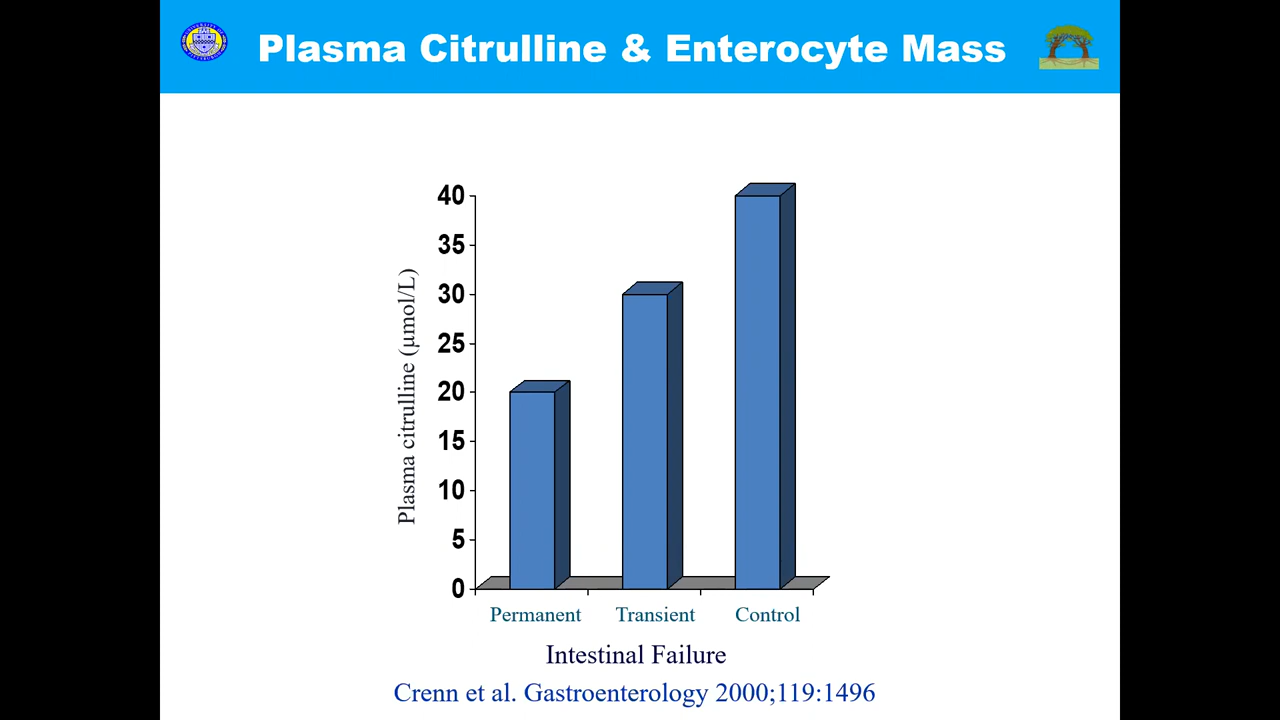 Plasma Citrulline & Enterocyte Mass
40
35
30
25
20
15
10
5
0
Plasma citrulline (µmol/L)
Permanent Transient Control
Intestinal Failure
Crenn et al. Gastroenterology 2000;119:1496